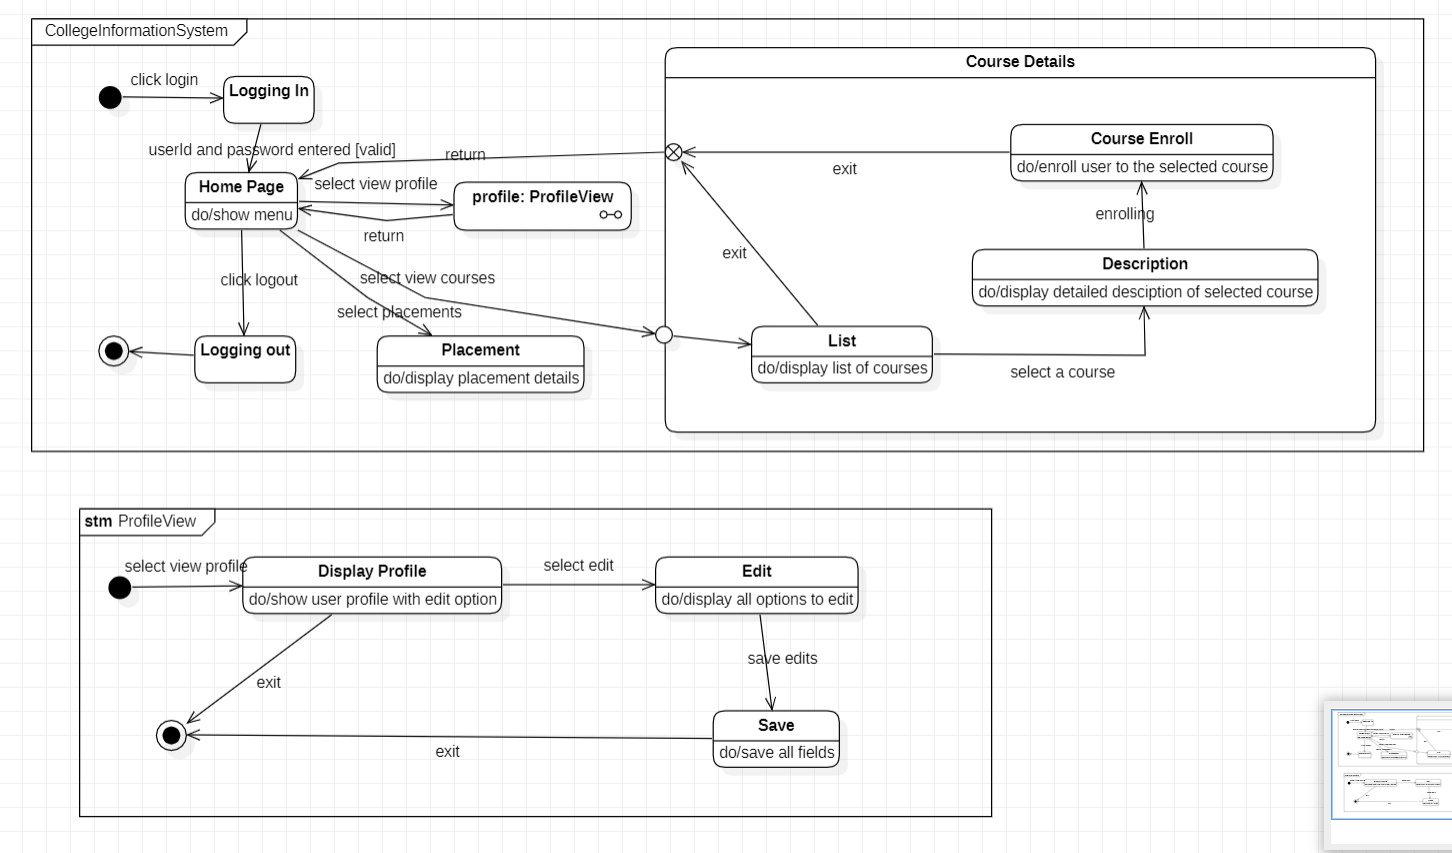 CollegeInformationSystem
Course Details
click login
Logging In
userId and password entered [valid]
return
Course Enroll
do/enroll user to the selected course
exit
Home Page
do/show menu
select view profile
profile: ProfileView
return
enrolling
exit
click logout
select view courses
Description
do/display detailed desciption of selected course
select placements
Logging out
Placement
do/display placement details
List
do/display list of courses
select a course
stm ProfileView
select view profile
Display Profile
do/show user profile with edit option
select edit
Edit
do/display all options to edit
save edits
exit
Save
do/save all fields
exit